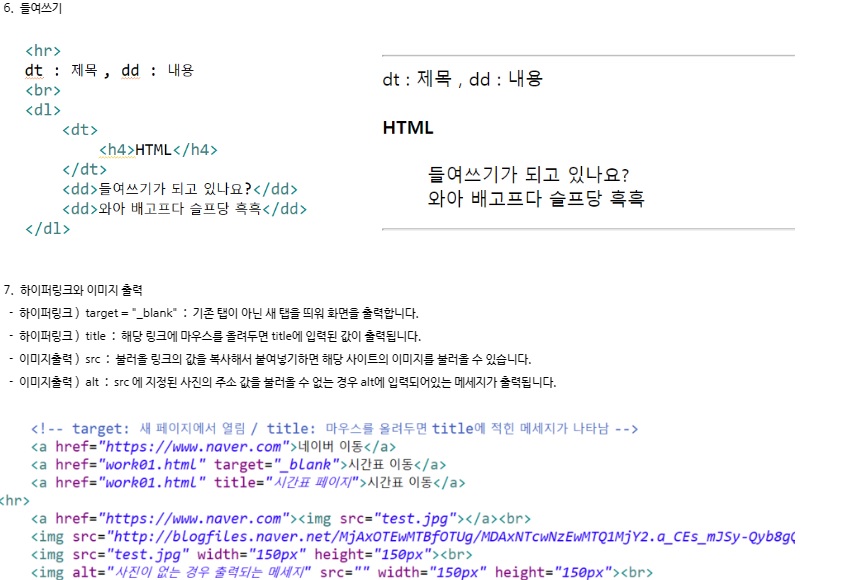 6. 들여쓰기
<hr>
dt : 제목 , dd : 내용
<br>
<dl>
<dt>
<h4>HTML</h4>
</dt>
<dd>들여쓰기가 되고 있나요?</dd>
<dd>와아 배고프다 슬프당 흑흑</dd>
</dl>
dt : 제목 , dd : 내용
HTML
들여쓰기가 되고 있나요?
와아 배고프다 슬프당 흑흑
7. 하이퍼링크와 이미지 출력
- 하이퍼링크 ) target = "_blank" : 기존 탭이 아닌 새 탭을 띄워 화면을 출력합니다.
- 하이퍼링크 ) title : 해당 링크에 마우스를 올려두면 title에 입력된 값이 출력됩니다.
- 이미지출력 ) src : 불러올 링크의 값을 복사해서 붙여넣기하면 해당 사이트의 이미지를 불러올 수 있습니다.
- 이미지출력 ) alt : src 에 지정된 사진의 주소 값을 불러올 수 없는 경우 alt에 입력되어있는 메세지가 출력됩니다.
<!-- target: 새 페이지에서 열림 / title: 마우스를 올려두면 title에 적힌 메세지가 나타남 -->
<a href="https://www.naver.com">네이버 이동</a>
<a href="work01.html" target="_blank">시간표 이동</a>
<a href="work01.html" title="시간표 페이지">시간표 이동</a>
<hr>
<a href="https://www.naver.com"><img src="test.jpg"></a><br>
<img src="http://blogfiles.naver.net/MjAxOTEwMTBfOTUg/MDAxNTcwNzEwMTQ1MjY2.a_CEs_mJSy-Qyb8gQ
<img src="test.jpg" width="150px" height="150px"><br>
<img alt="사진이 없는 경우 출력되는 메세지" src="" width="150px" height="150px"><br>